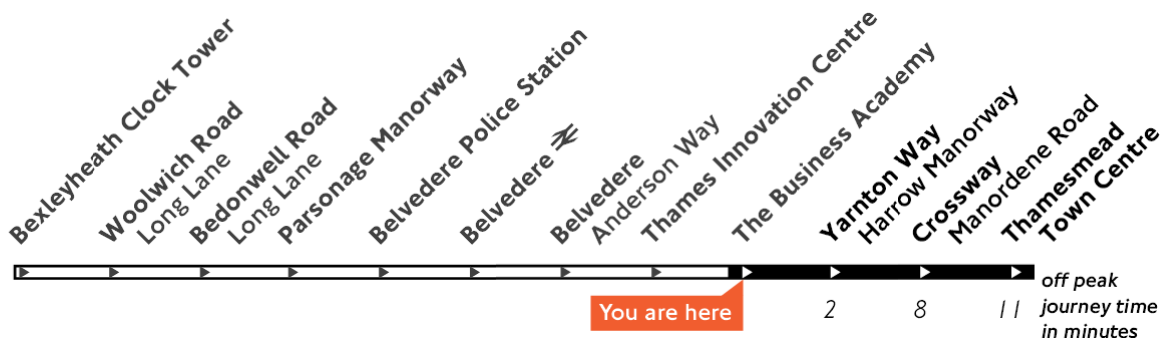 Bexleyheath Clock Tower
Woolwich Road
Long Lane
Bedonwell Road
Long Lane
Parsonage Manorway
Belvedere Police Station
Belvedere
Belvedere
Anderson Way
Thames Innovation Centre
The Business Academy
Yarnton Way
Harrow Manorway
Crossway
Manordene Road
Thamesmead
Town Centre
You are here
2
8
11
off peak
journey time
in minutes